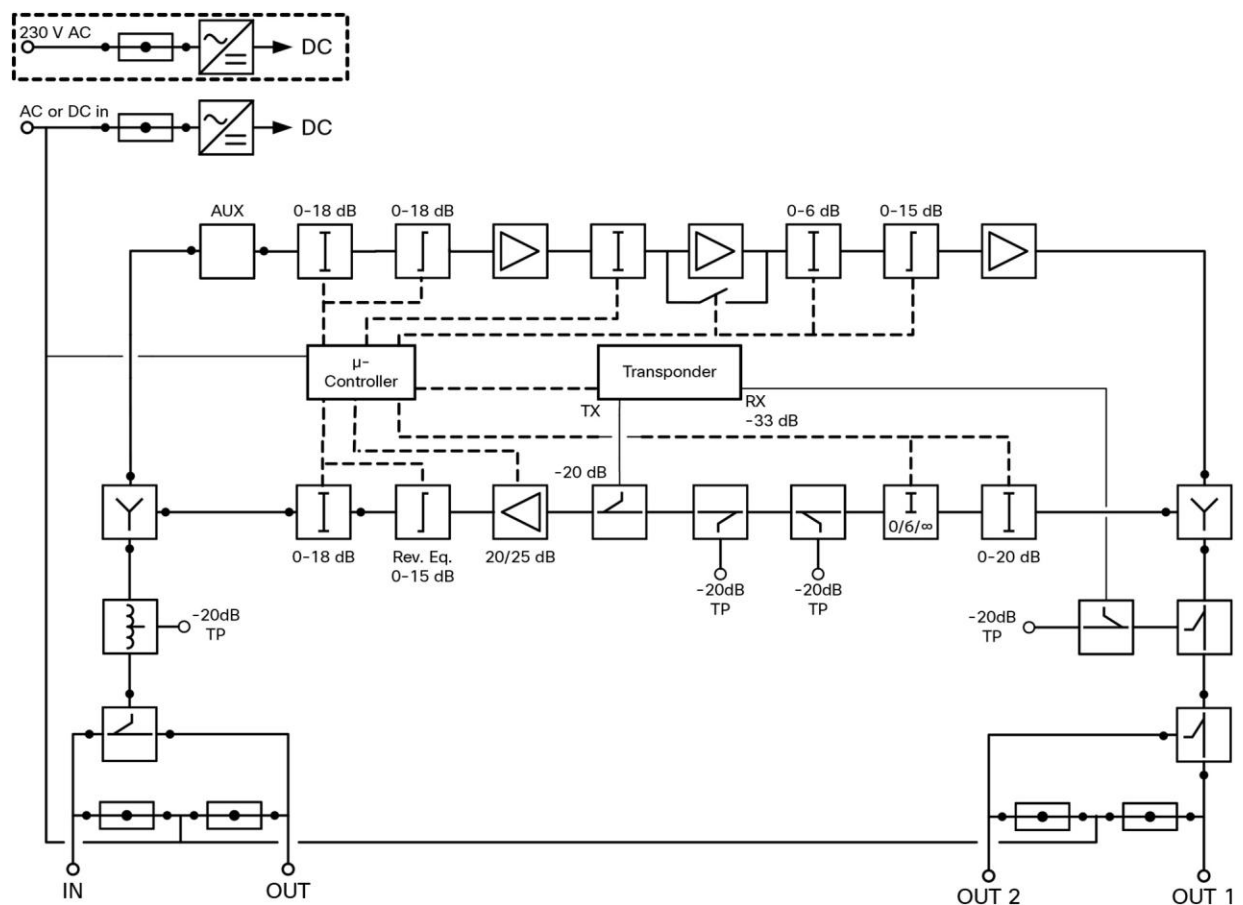 230 V AC
DC
AC or DC in
DC
AUX
0-18 dB
0-18 dB
0-6 dB
0-15 dB
μ-
Controller
Transponder
TX
RX
-33 dB
-20 dB
0/6/∞
0-18 dB
Rev. Eq.
0-15 dB
20/25 dB
-20dB
TP
-20dB
TP
0-20 dB
-20dB
TP
-20dB
TP
IN
OUT
OUT 2
OUT 1